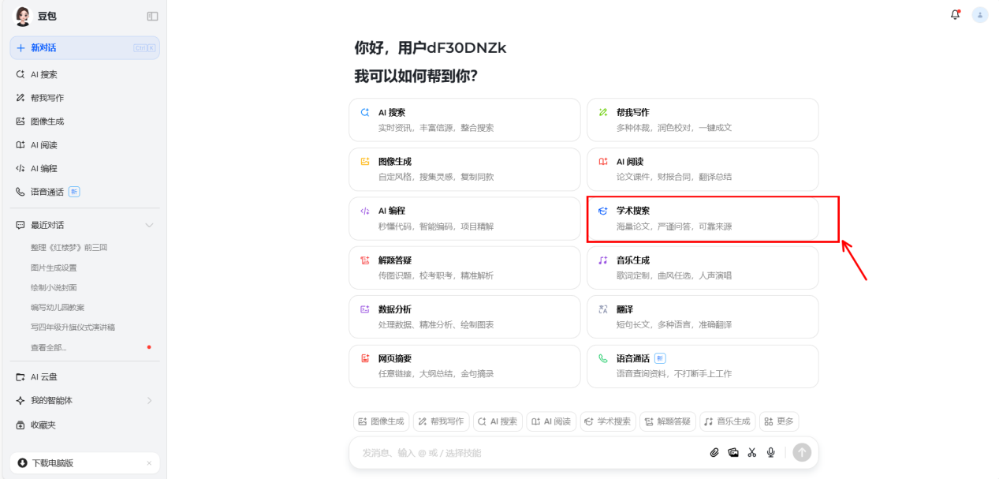 豆包
新对话 Ctrl K
AI 搜索
帮我写作
图像生成
AI 阅读
AI 编程
语音通话 新
最近对话
整理《红楼梦》前三回
图片生成设置
绘制小说封面
编写幼儿园教案
写四年级升旗仪式演讲稿
查看全部...
AI 云盘
我的智能体
收藏夹
下载电脑版
你好，用户dF30DNZk
我可以如何帮到你?
AI 搜索
实时资讯，丰富信源，整合搜索
帮我写作
多种体裁，润色校对，一键成文
图像生成
自定风格，搜集灵感，复制同款
AI 阅读
论文课件，财报合同，翻译总结
AI 编程
秒懂代码，智能编码，项目精解
学术搜索
海量论文，严谨问答，可靠来源
解题答疑
传图识题，校考职考，精准解析
音乐生成
歌词定制，曲风任选，人声演唱
数据分析
处理数据、精准分析、绘制图表
翻译
短句长文，多种语言，准确翻译
网页摘要
任意链接，大纲总结，金句摘录
语音通话 新
语音查询资料，不打断手上工作
图像生成 帮我写作 AI 搜索 AI 阅读 学术搜索 解题答疑 音乐生成 更多
发消息、输入 @ 或 / 选择技能